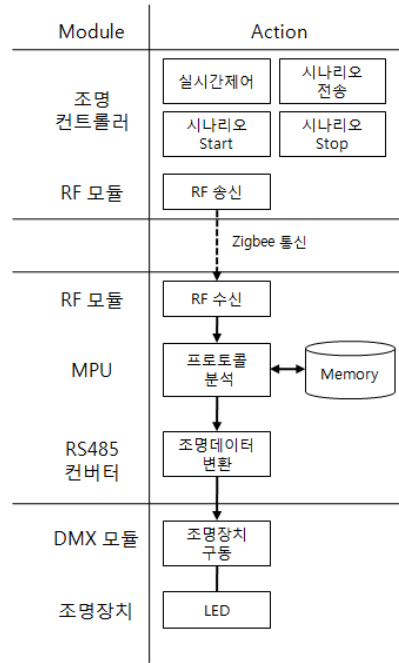 Module Action
조명
컨트롤러
실시간제어
시나리오
전송
시나리오
Start
시나리오
Stop
RF 모듈
RF 송신
Zigbee 통신
RF 모듈
RF 수신
MPU
프로토콜
분석
Memory
RS485
컨버터
조명데이터
변환
DMX 모듈
조명장치
구동
조명장치
LED